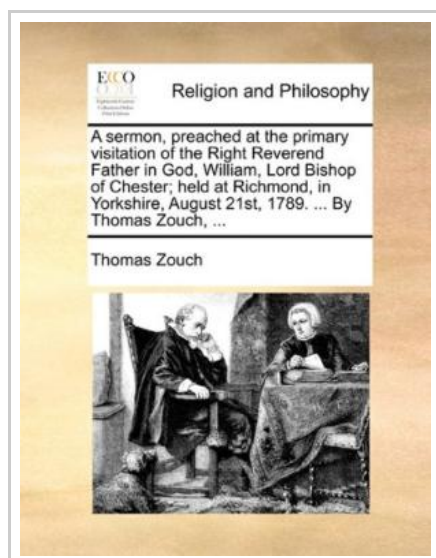 ECCO
Religion and Philosophy
A sermon, preached at the primary
visitation of the Right Reverend
Father in God, William, Lord Bishop
of Chester; held at Richmond, in
Yorkshire, August 21st, 1789. ... By
Thomas Zouch, ...
Thomas Zouch